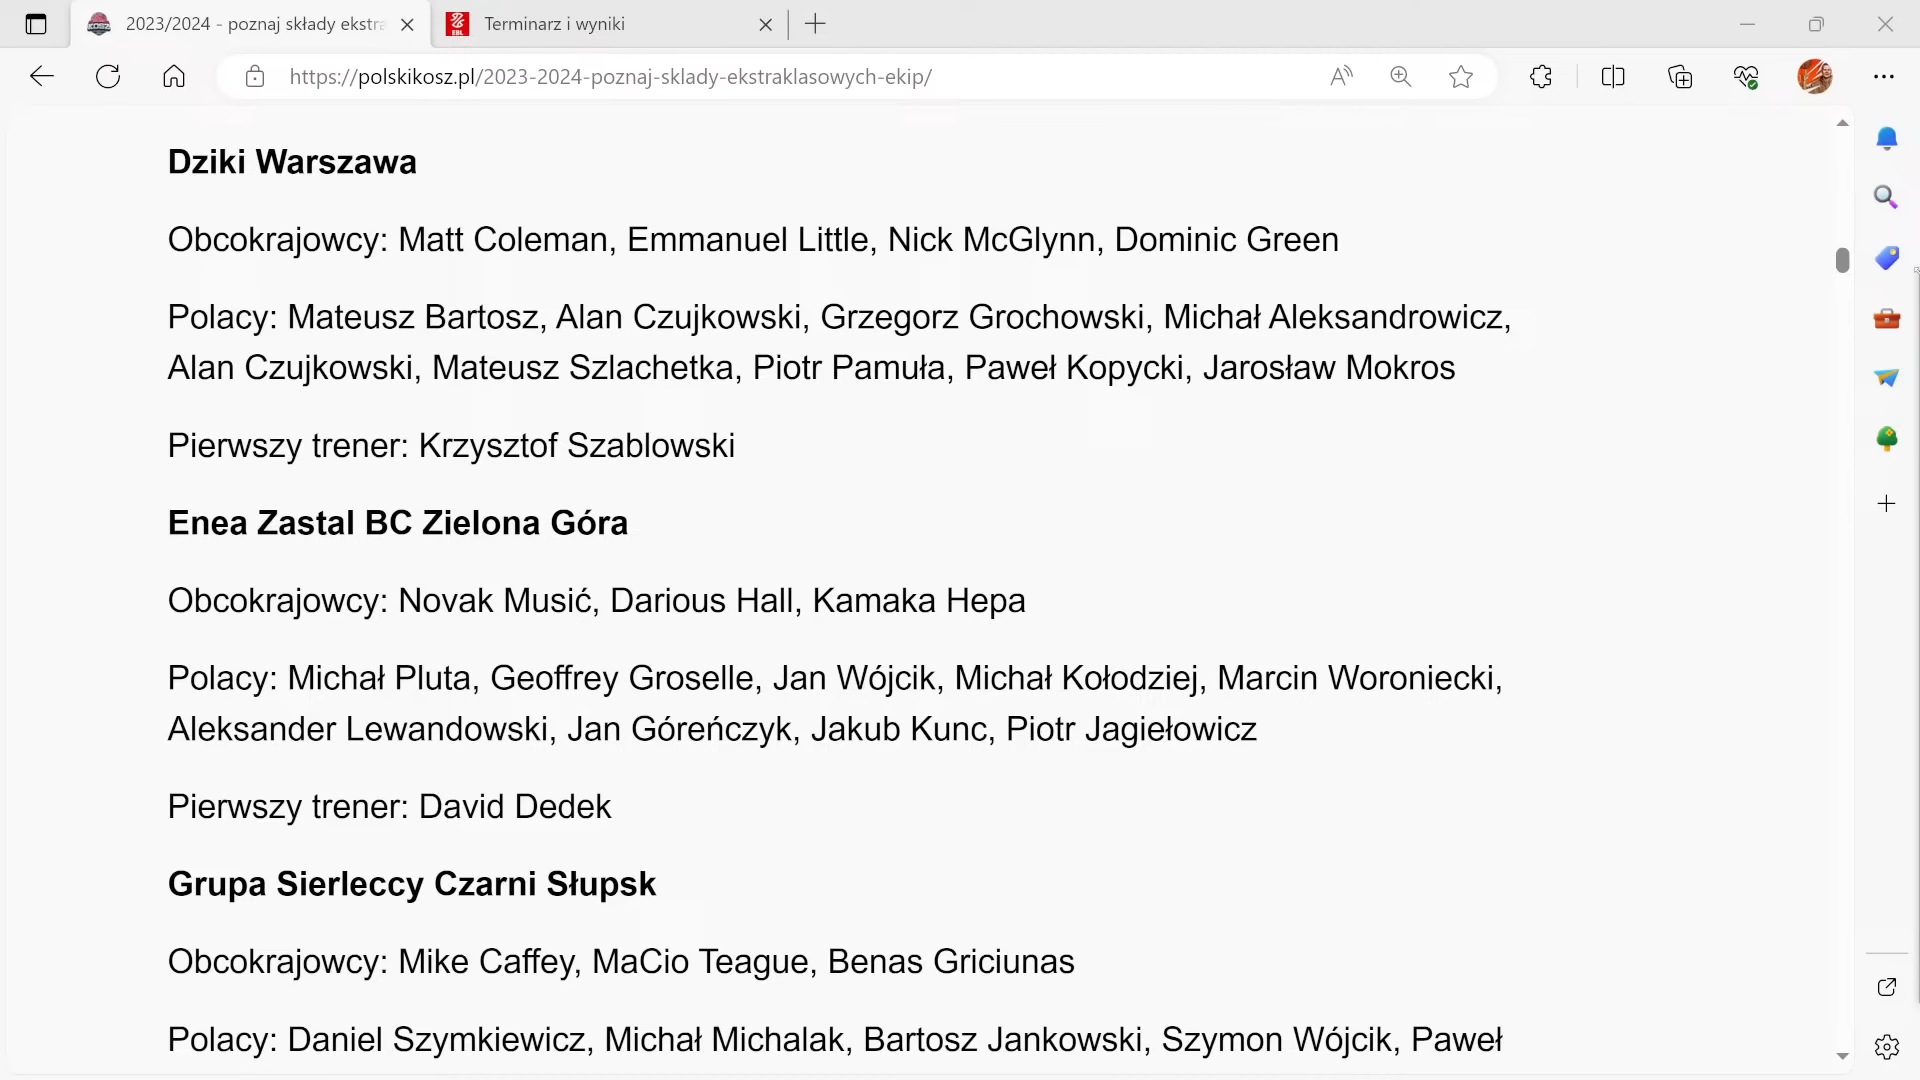 2023/2024 - poznaj składy ekstra
Terminarz i wyniki
https://polskikosz.pl/2023-2024-poznaj-sklady-ekstraklasowych-ekip/
Dziki Warszawa
Obcokrajowcy: Matt Coleman, Emmanuel Little, Nick McGlynn, Dominic Green
Polacy: Mateusz Bartosz, Alan Czujkowski, Grzegorz Grochowski, Michał Aleksandrowicz,
Alan Czujkowski, Mateusz Szlachetka, Piotr Pamuła, Paweł Kopycki, Jarosław Mokros
Pierwszy trener: Krzysztof Szablowski
Enea Zastal BC Zielona Góra
Obcokrajowcy: Novak Musić, Darious Hall, Kamaka Hepa
Polacy: Michał Pluta, Geoffrey Groselle, Jan Wójcik, Michał Kołodziej, Marcin Woroniecki,
Aleksander Lewandowski, Jan Góreńczyk, Jakub Kunc, Piotr Jagiełowicz
Pierwszy trener: David Dedek
Grupa Sierleccy Czarni Słupsk
Obcokrajowcy: Mike Caffey, MaCio Teague, Benas Griciunas
Polacy: Daniel Szymkiewicz, Michał Michalak, Bartosz Jankowski, Szymon Wójcik, Paweł